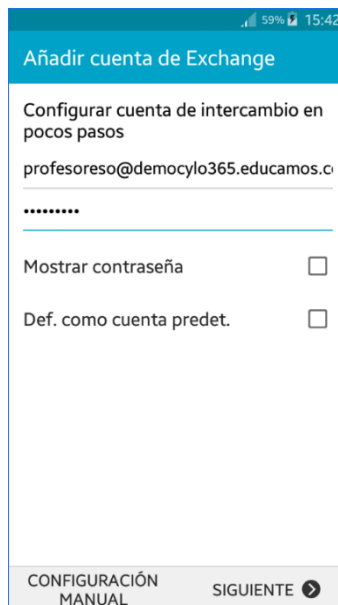 59% 15:42
Añadir cuenta de Exchange
Configurar cuenta de intercambio en
pocos pasos
profesoreso@democylo365.educamos.c
•••••••••
Mostrar contraseña
Def. como cuenta predet.
CONFIGURACIÓN
MANUAL
SIGUIENTE